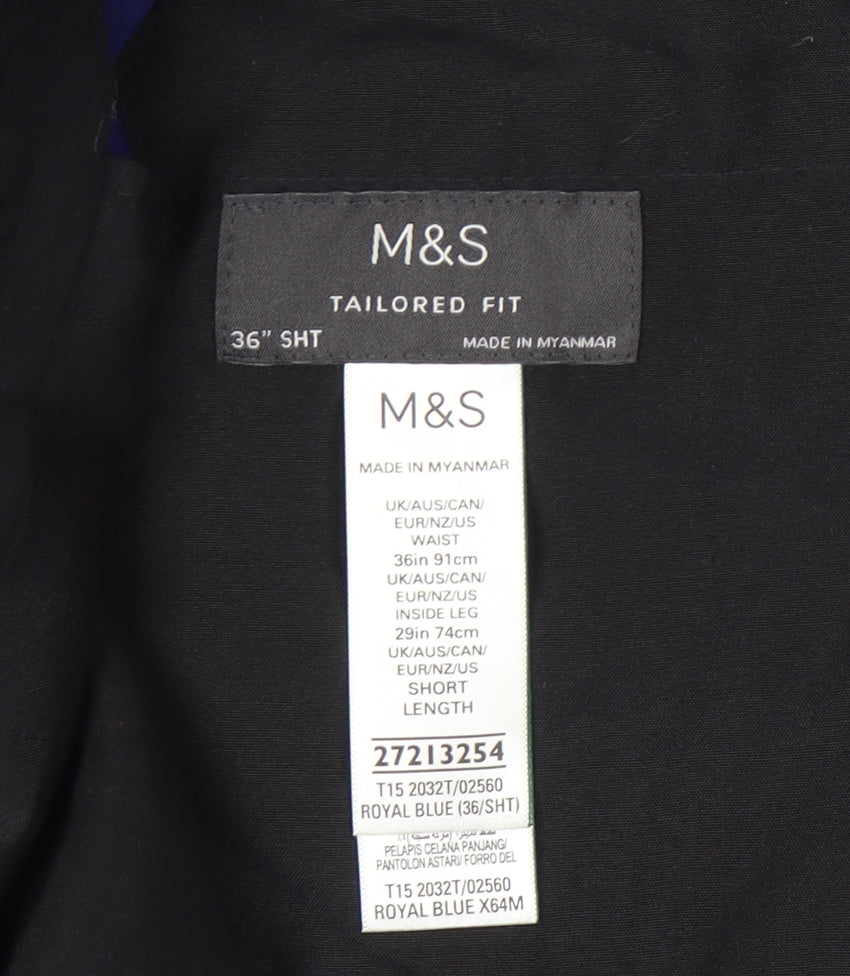 M&S
TAILORED FIT
36” SHT
MADE IN MYANMAR
M&S
MADE IN MYANMAR
UK/AUS/CAN/
EUR/NZ/US
WAIST
36in 91cm
UK/AUS/CAN/
EUR/NZ/US
INSIDE LEG
29in 74cm
UK/AUS/CAN/
EUR/NZ/US
SHORT
LENGTH
27213254
T15 2032T/02560
ROYAL BLUE (36/SHT)
PELAPIS CELANA PANJANG/
PANTOLON ASTARI/ FORRO DEL
T15 2032T/02560
ROYAL BLUE X64M